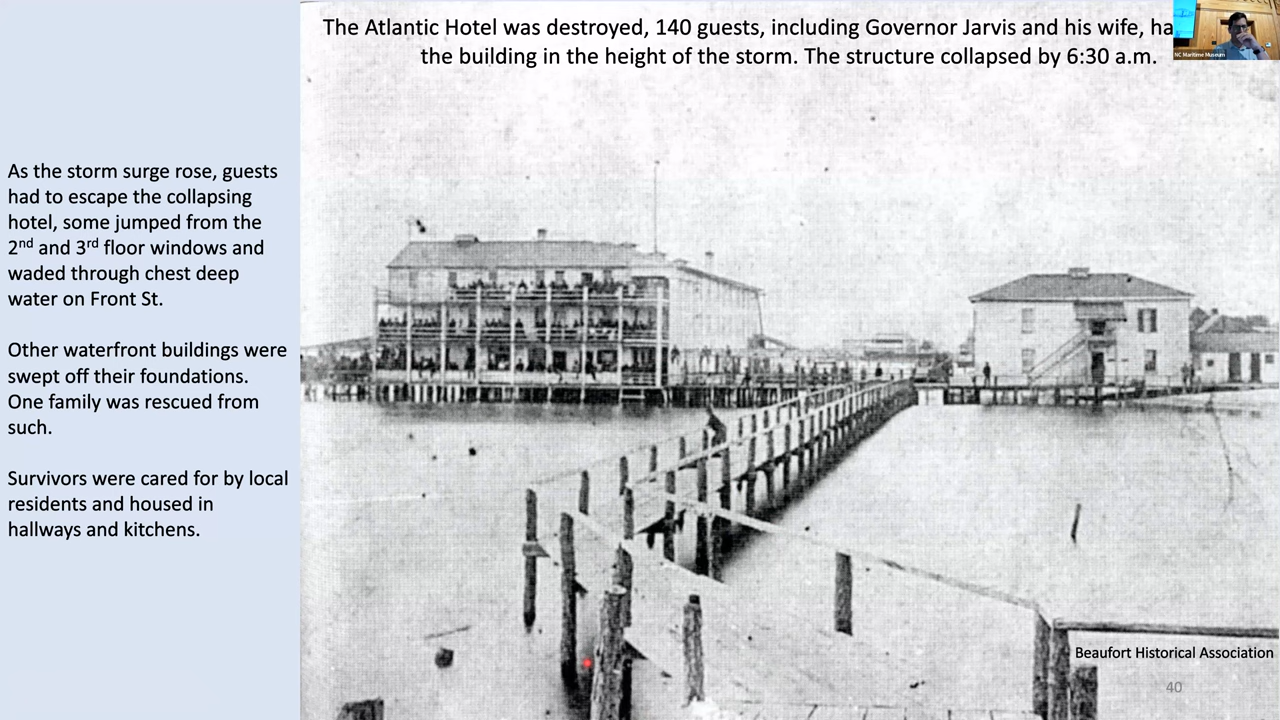 The Atlantic Hotel was destroyed, 140 guests, including Governor Jarvis and his wife, ha
the building in the height of the storm. The structure collapsed by 6:30 a.m.
NC Maritime Museum
As the storm surge rose, guests
had to escape the collapsing
hotel, some jumped from the
2nd and 3rd floor windows and
waded through chest deep
water on Front St.
Other waterfront buildings were
swept off their foundations.
One family was rescued from
such.
Survivors were cared for by local
residents and housed in
hallways and kitchens.
Beaufort Historical Association
40